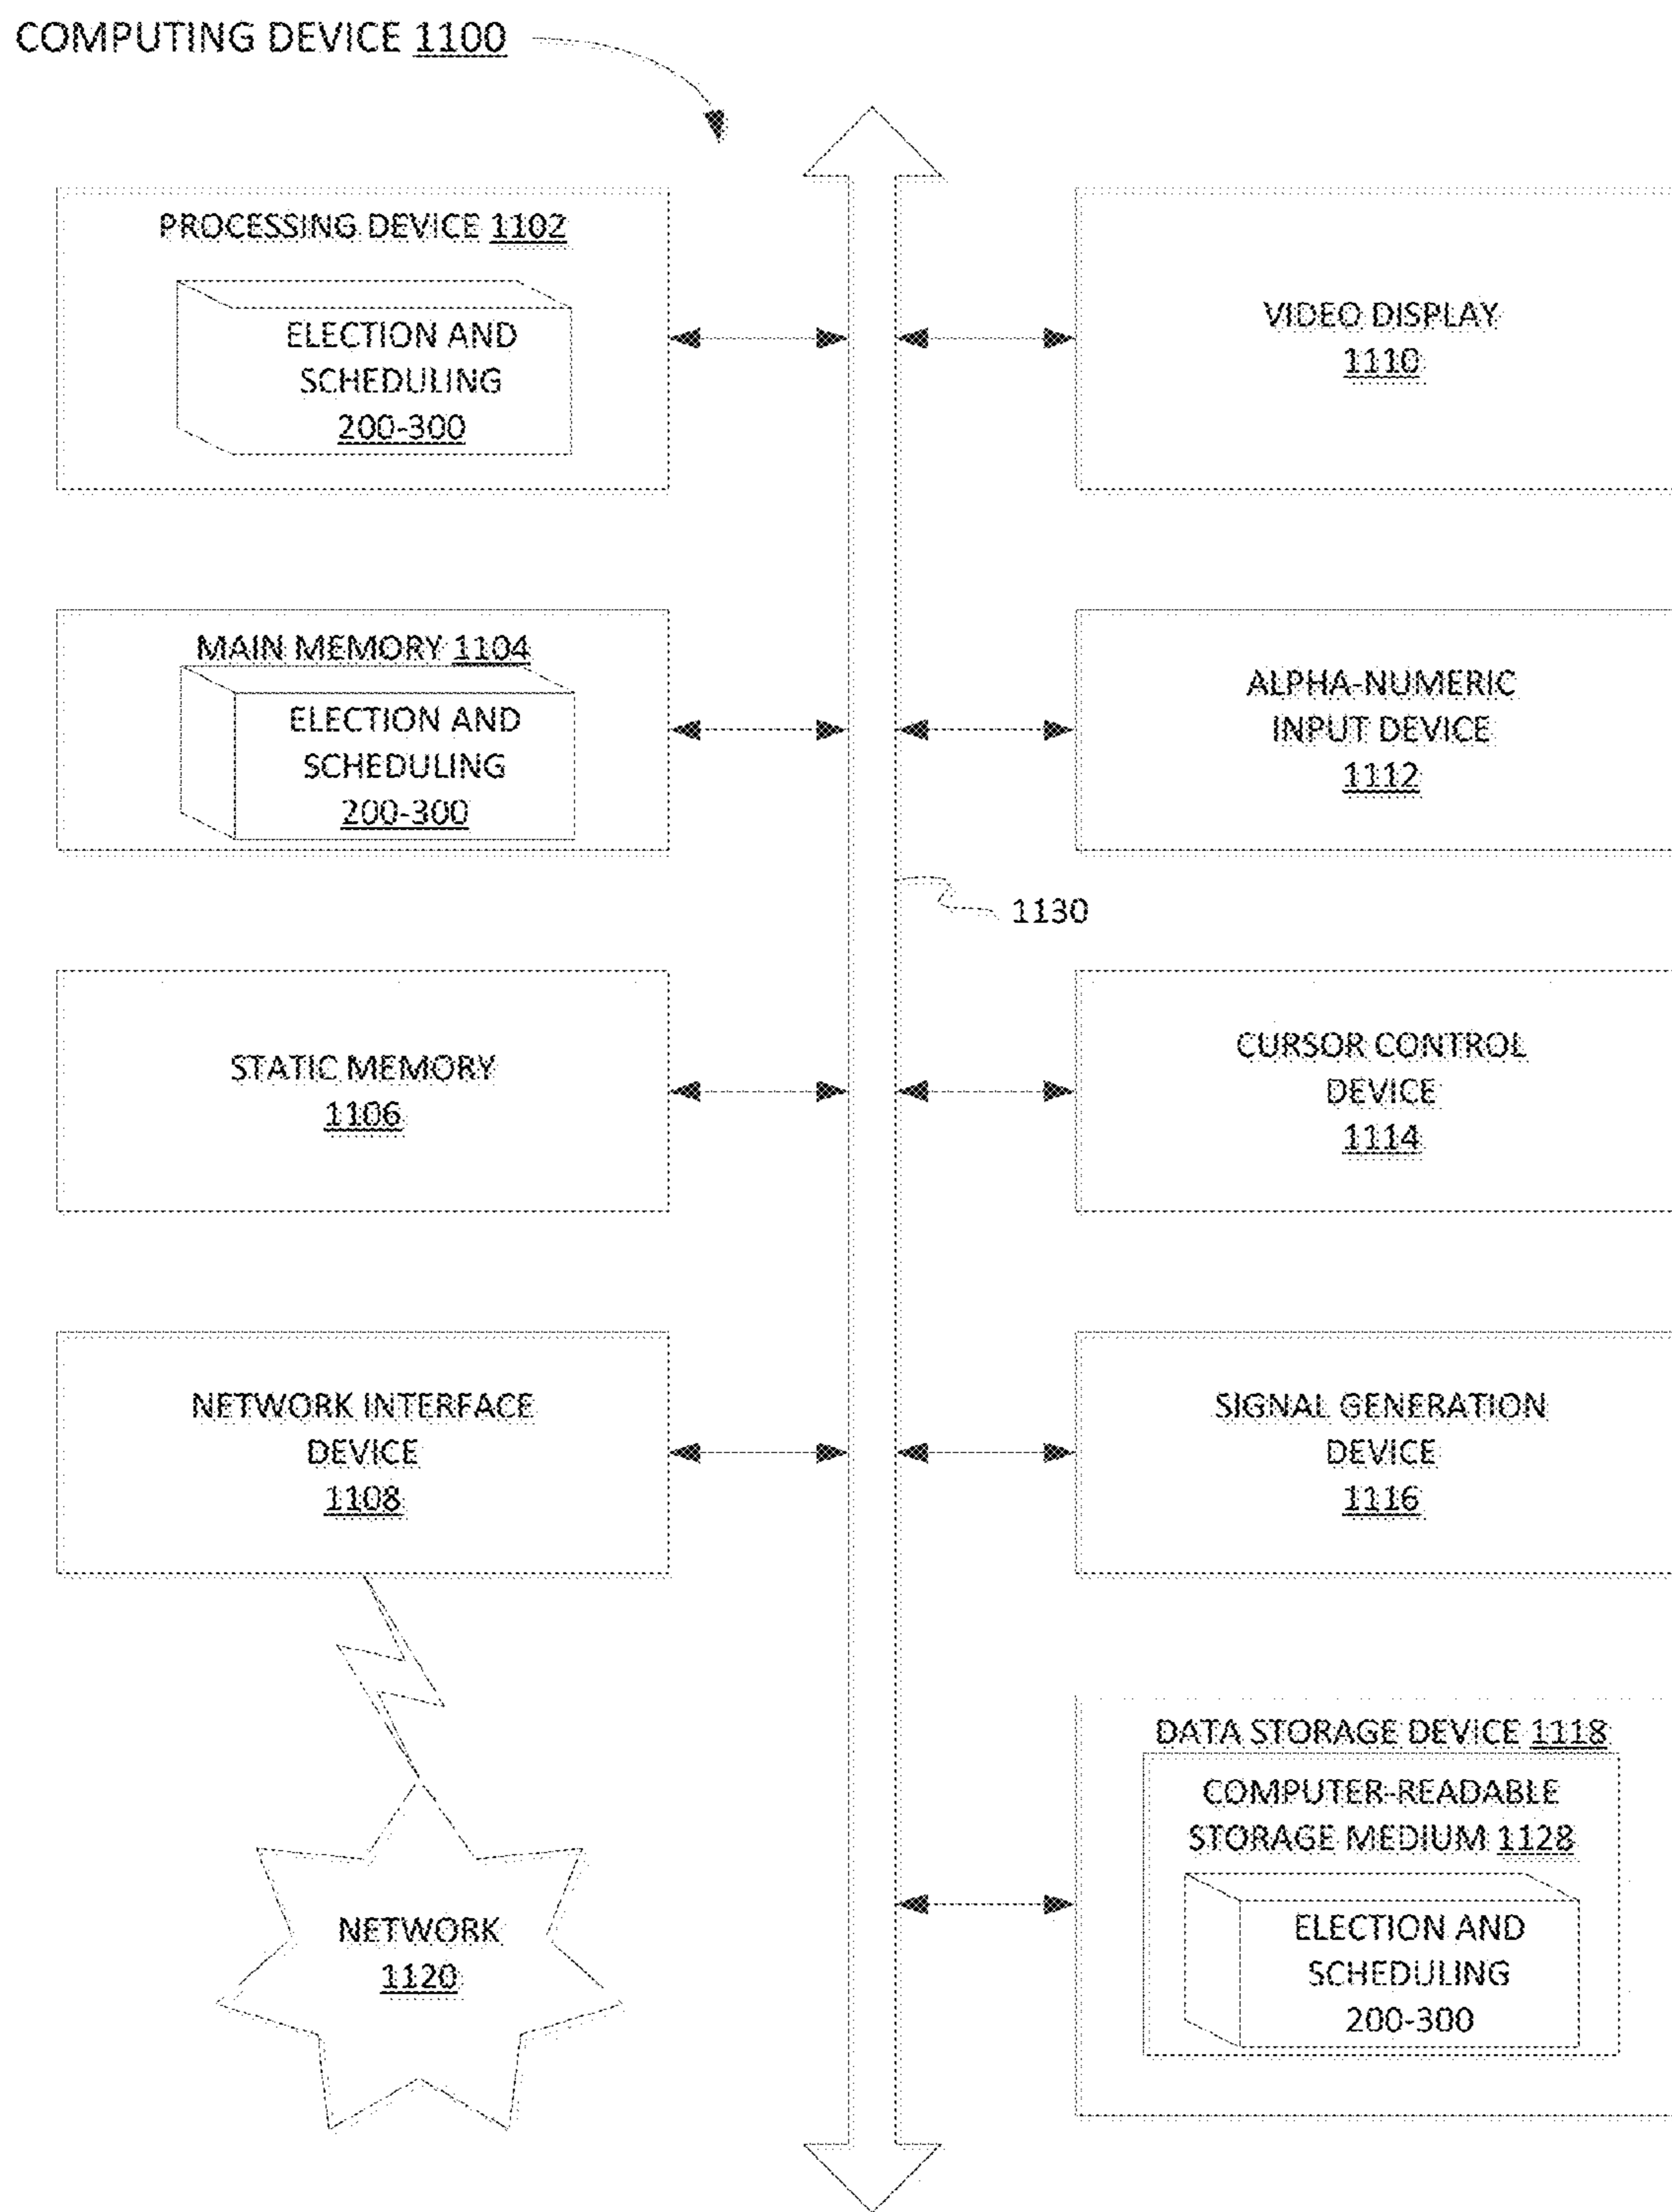 COMPUTING DEVICE 1100
PROCESSING DEVICE 1102
ELECTION AND
SCHEDULING
200-300
VIDEO DISPLAY
1110
MAIN MEMORY 1104
ELECTION AND
SCHEDULING
200-300
ALPHA-NUMERIC
INPUT DEVICE
1112
1130
STATIC MEMORY
1106
CURSOR CONTROL
DEVICE
1114
NETWORK INTERFACE
DEVICE
1108
SIGNAL GENERATION
DEVICE
1116
DATA STORAGE DEVICE 1118
COMPUTER-READABLE
STORAGE MEDIUM 1128
ELECTION AND
SCHEDULING
200-300
NETWORK
1120